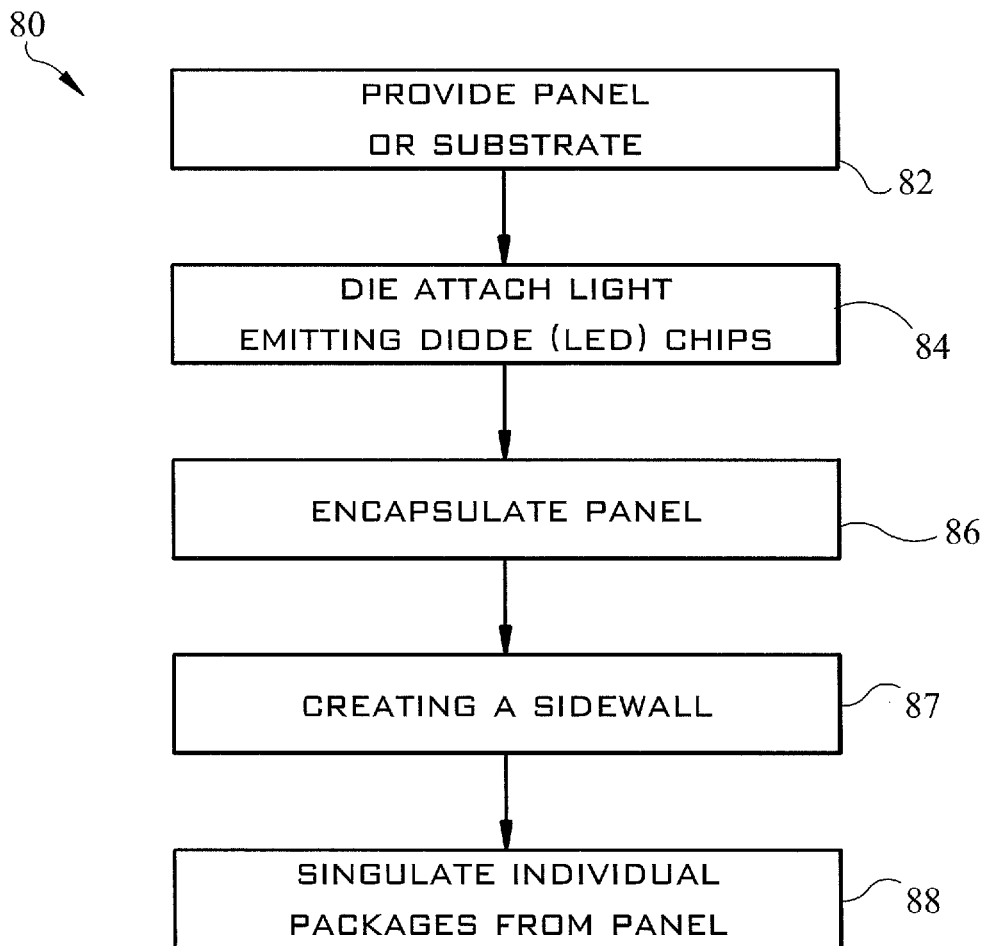 80
PROVIDE PANEL
OR SUBSTRATE
82
DIE ATTACH LIGHT
EMITTING DIODE (LED) CHIPS
84
ENCAPSULATE PANEL
86
CREATING A SIDEWALL
87
SINGULATE INDIVIDUAL
PACKAGES FROM PANEL
88